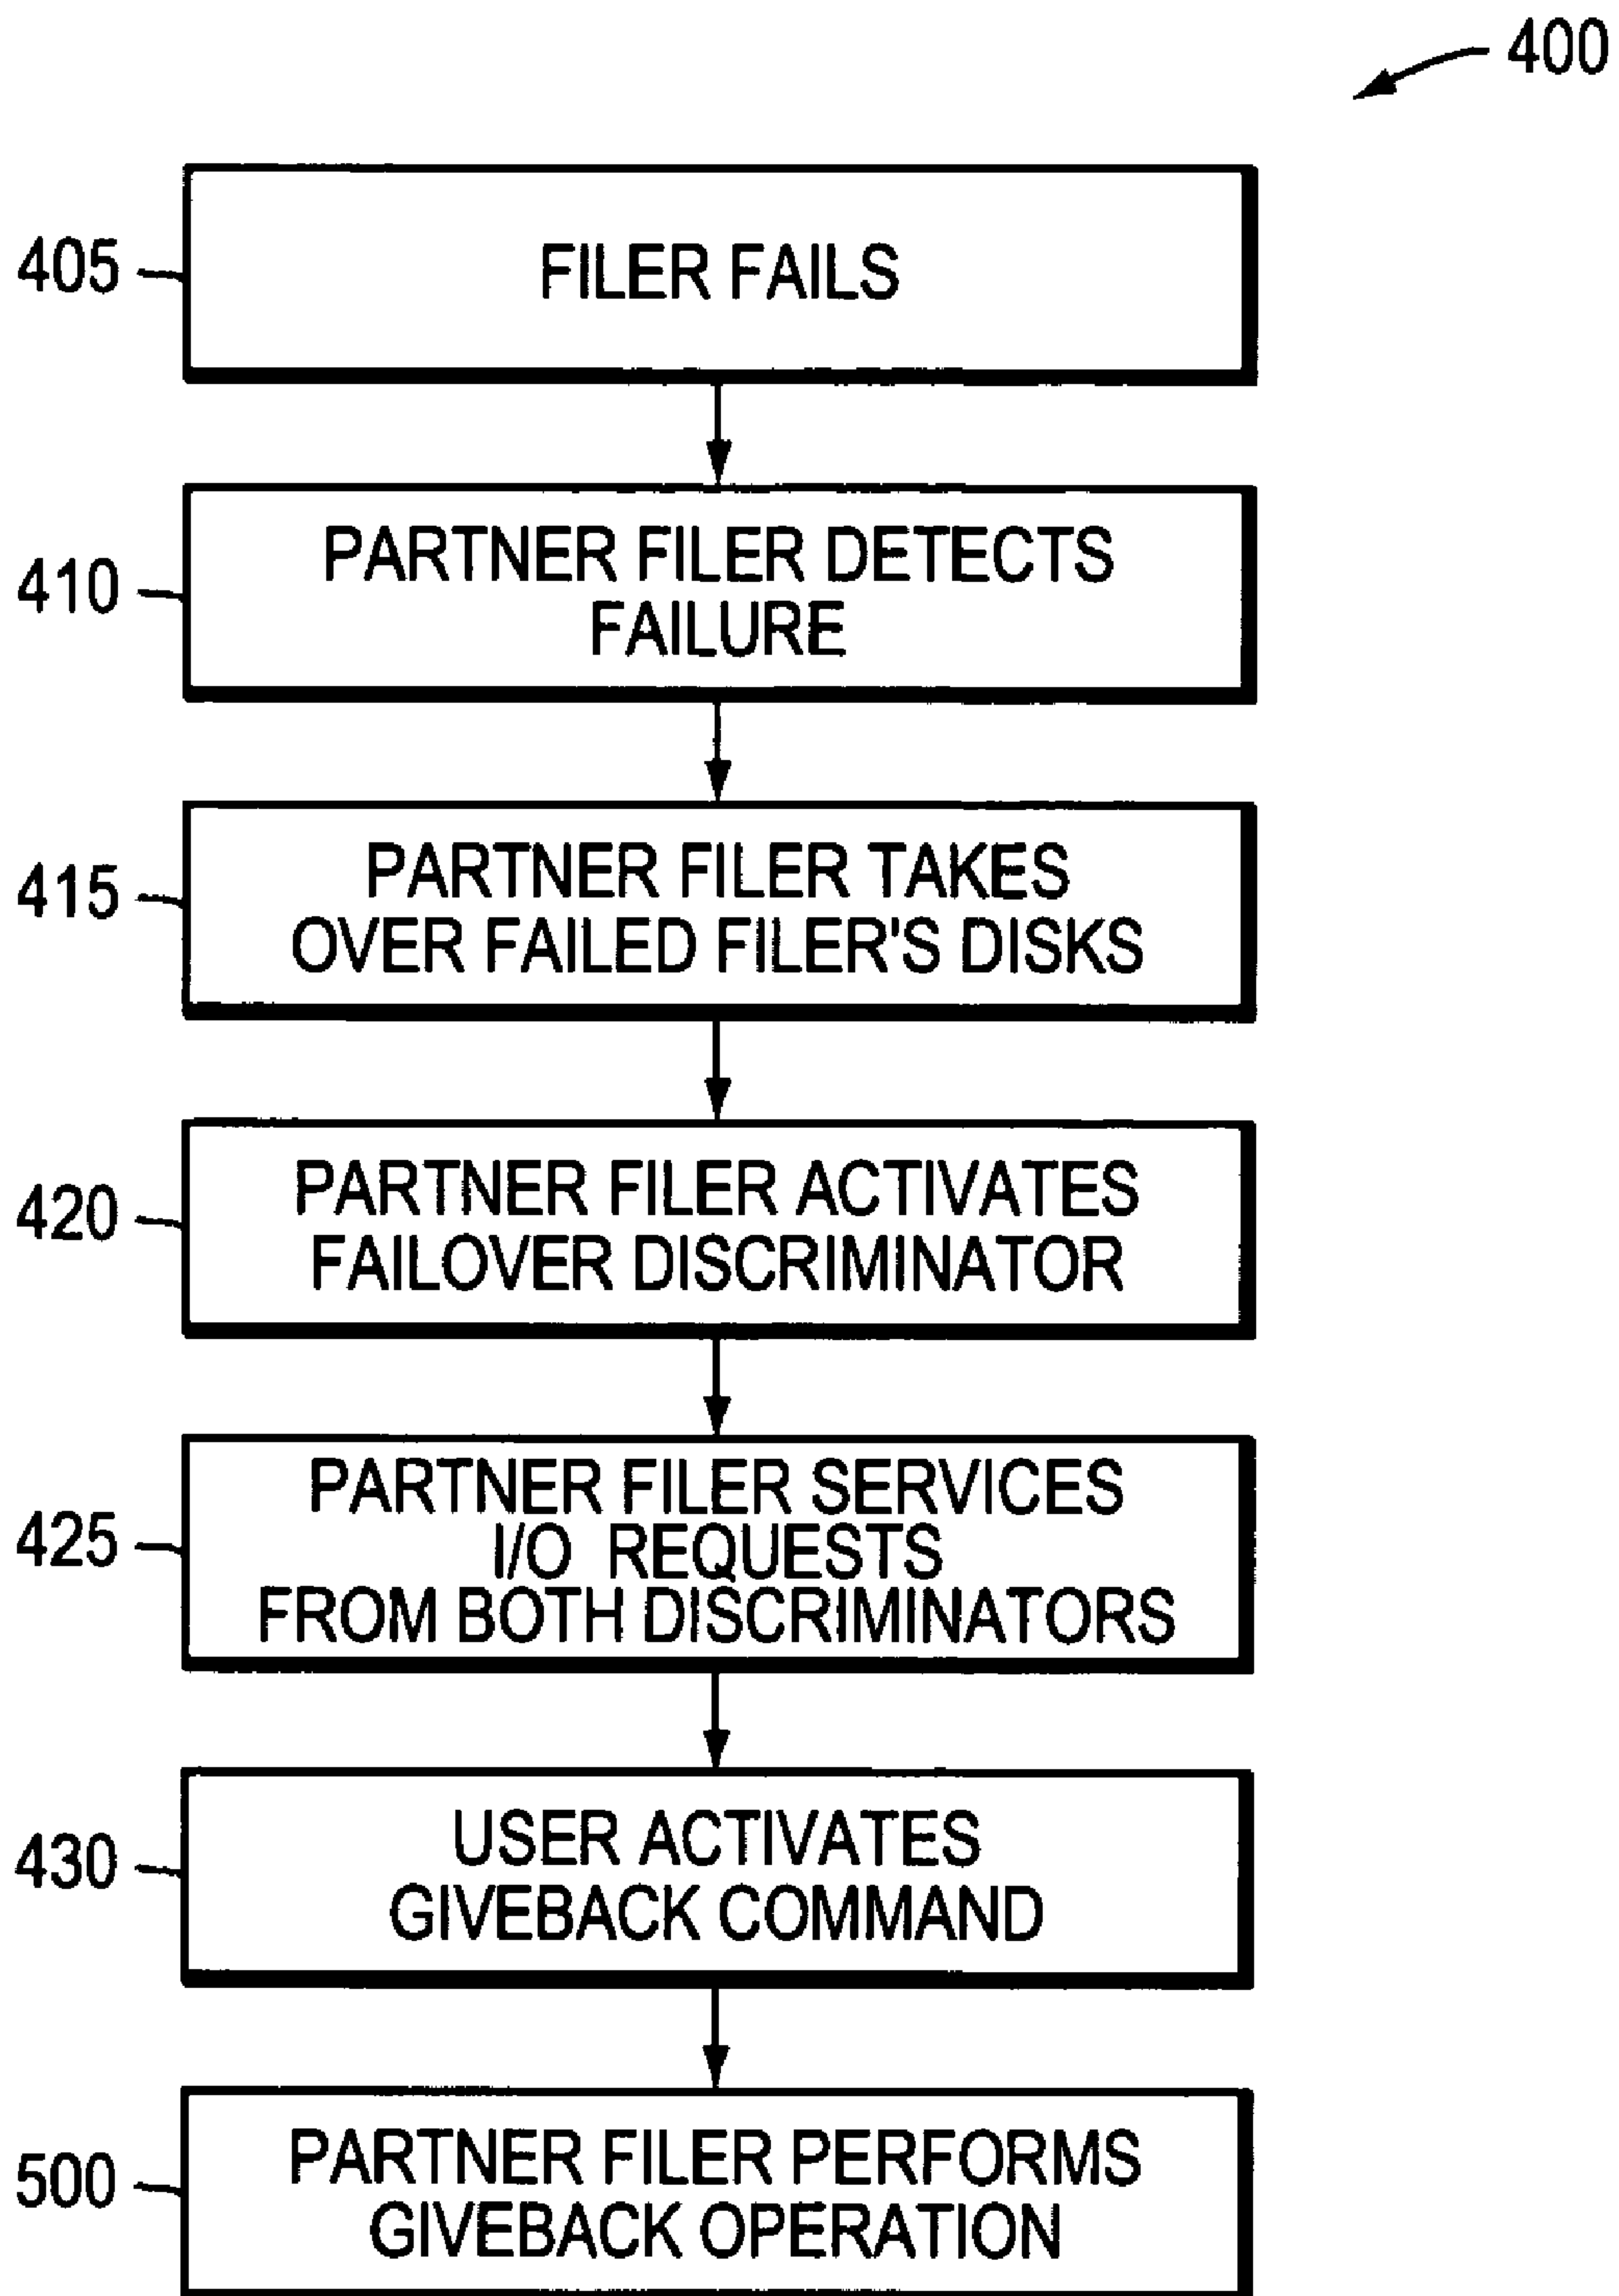 400
405
FILER FAILS
410
PARTNER FILER DETECTS
FAILURE
415
PARTNER FILER TAKES
OVER FAILED FILER'S DISKS
420
PARTNER FILER ACTIVATES
FAILOVER DISCRIMINATOR
425
PARTNER FILER SERVICES
I/O REQUESTS
FROM BOTH DISCRIMINATORS
430
USER ACTIVATES
GIVEBACK COMMAND
500
PARTNER FILER PERFORMS
GIVEBACK OPERATION